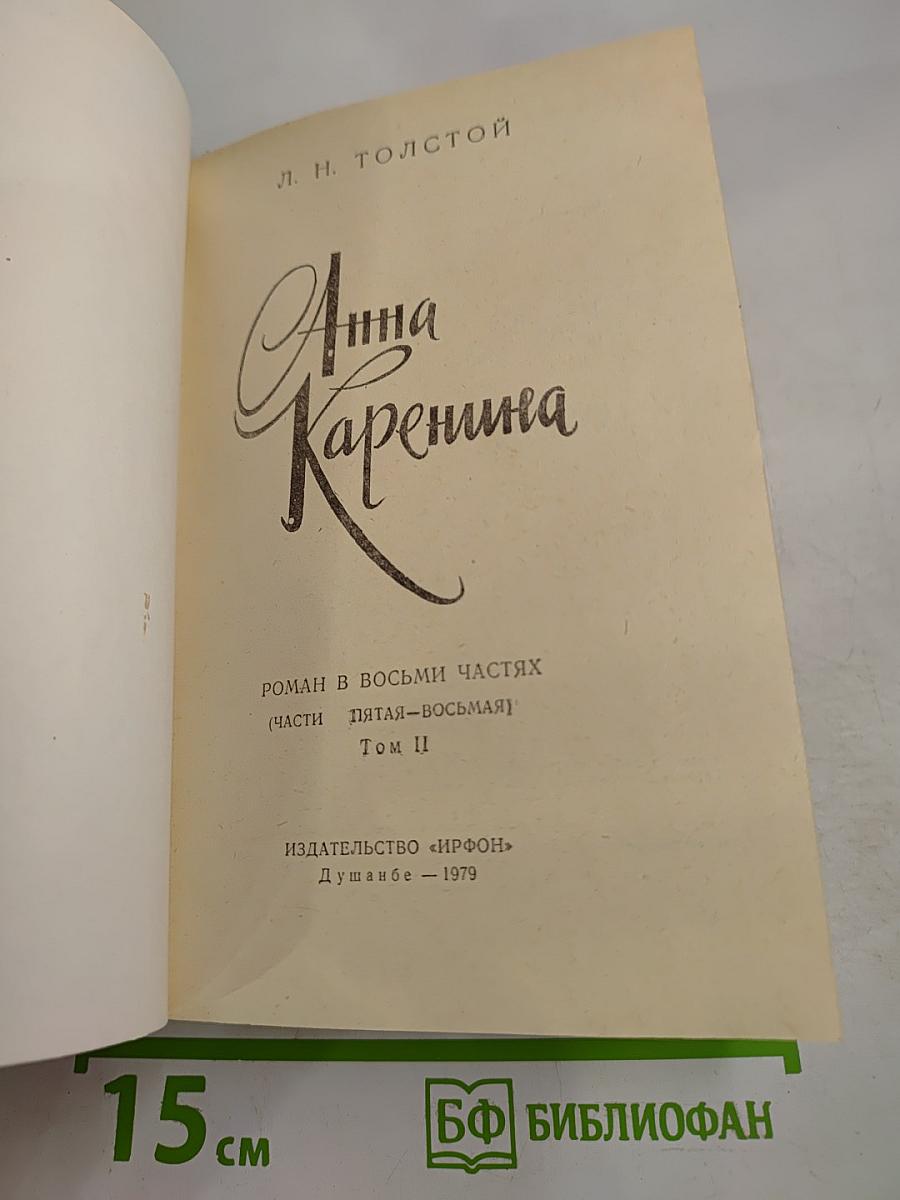 Л. Н. ТОЛСТОЙ
Анна
Каренина
РОМАН В ВОСЬМИ ЧАСТЯХ
(ЧАСТИ ПЯТАЯ—ВОСЬМАЯ)
Том II
ИЗДАТЕЛЬСТВО «ИРФОН»
Душанбе — 1979
15 см
БФ БИБЛИОФАН